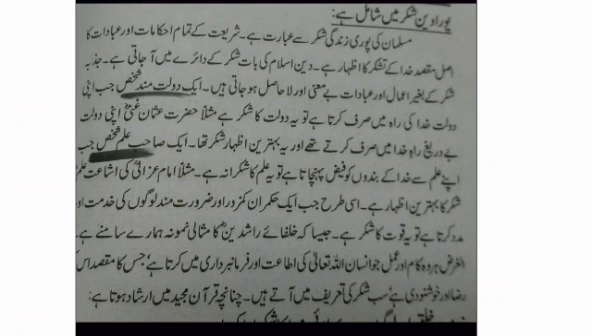 پورا دین شکر میں شامل ہے:
مسلمان کی پوری زندگی شکر سے عبارت ہے۔ شریعت کے تمام احکامات اور عبادات کا
اصل مقصد خدا کے تشکر کا اظہار ہے۔ دین اسلام کی ہر بات شکر کے دائرے میں آ جاتی ہے۔ جذبہ
شکر کے بغیر اعمال اور عبادات بے معنی اور لا حاصل ہو جاتی ہیں۔ ایک دولت مند شخص جب اپنی
دولت خدا کی راہ میں صرف کرتا ہے تو یہ دولت کا شکر ہے مثلاً حضرت عثمان غنیؓ اپنی دولت
بے دریغ راہ خدا میں صرف کرتے تھے اور یہ بہترین اظہار شکر تھا۔ ایک صاحب علم شخص جب
اپنے علم سے خدا کے بندوں کو فیض پہنچاتا ہے تو یہ علم کا شکرانہ ہے۔ مثلاً امام غزالیؒ کی اشاعت علم
شکر کا بہترین اظہار ہے۔ اسی طرح جب ایک حکمران کمزور اور ضرورت مند لوگوں کی خدمت او
مدد کرتا ہے تو یہ قوت کا شکر ہے۔ جیسا کہ خلفائے راشدینؓ کا مثالی نمونہ ہمارے سامنے ہے۔
الغرض ہر وہ کام اور عمل جو انسان اللہ تعالیٰ کی اطاعت اور فرمانبرداری میں کرتا ہے، جس کا مقصد اس
رضا اور خوشنودی ہے، سب شکر کی تعریف میں آتے ہیں۔ چنانچہ قرآن مجید میں ارشاد ہوتا ہے: